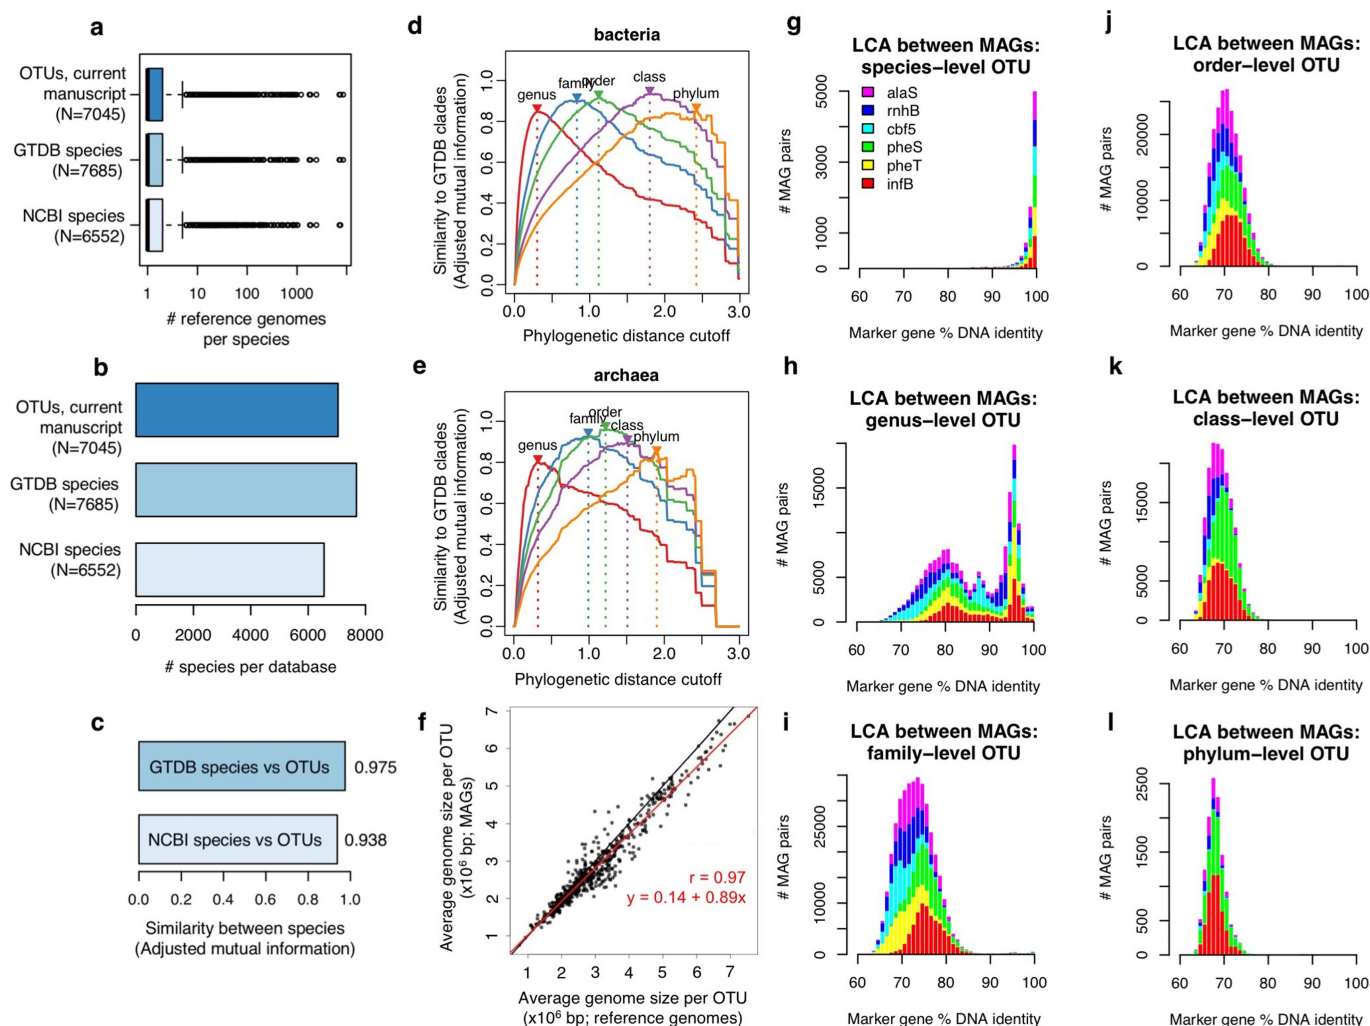 a
OTUs, current
manuscript
(N=7045)
GTDB species
(N=7685)
NCBI species
(N=6552)
1 10 100 1000
# reference genomes
per species
b
OTUs, current
manuscript
(N=7045)
GTDB species
(N=7685)
NCBI species
(N=6552)
0 2000 4000 6000 8000
# species per database
c
GTDB species vs OTUs 0.975
NCBI species vs OTUs 0.938
0.0 0.2 0.4 0.6 0.8 1.0
Similarity between species
(Adjusted mutual information)
d
bacteria
Similarity to GTDB clades
(Adjusted mutual information)
0.0 0.2 0.4 0.6 0.8 1.0
genus family order class phylum
0.0 1.0 2.0 3.0
Phylogenetic distance cutoff
e
archaea
Similarity to GTDB clades
(Adjusted mutual information)
0.0 0.2 0.4 0.6 0.8 1.0
genus family order class phylum
0.0 1.0 2.0 3.0
Phylogenetic distance cutoff
f
Average genome size per OTU
(x10⁶ bp; MAGs)
1 2 3 4 5 6 7
r = 0.97
y = 0.14 + 0.89x
1 2 3 4 5 6 7
Average genome size per OTU
(x10⁶ bp; reference genomes)
g
LCA between MAGs:
species-level OTU
# MAG pairs
0 1000 3000 5000
alaS
rnhB
cbf5
pheS
pheT
infB
60 70 80 90 100
Marker gene % DNA identity
h
LCA between MAGs:
genus-level OTU
# MAG pairs
0 5000 15000
60 70 80 90 100
Marker gene % DNA identity
i
LCA between MAGs:
family-level OTU
# MAG pairs
0 10000 25000
60 70 80 90 100
Marker gene % DNA identity
j
LCA between MAGs:
order-level OTU
# MAG pairs
0 10000 20000
60 70 80 90 100
Marker gene % DNA identity
k
LCA between MAGs:
class-level OTU
# MAG pairs
0 5000 15000
60 70 80 90 100
Marker gene % DNA identity
l
LCA between MAGs:
phylum-level OTU
# MAG pairs
0 500 1500 2500
60 70 80 90 100
Marker gene % DNA identity